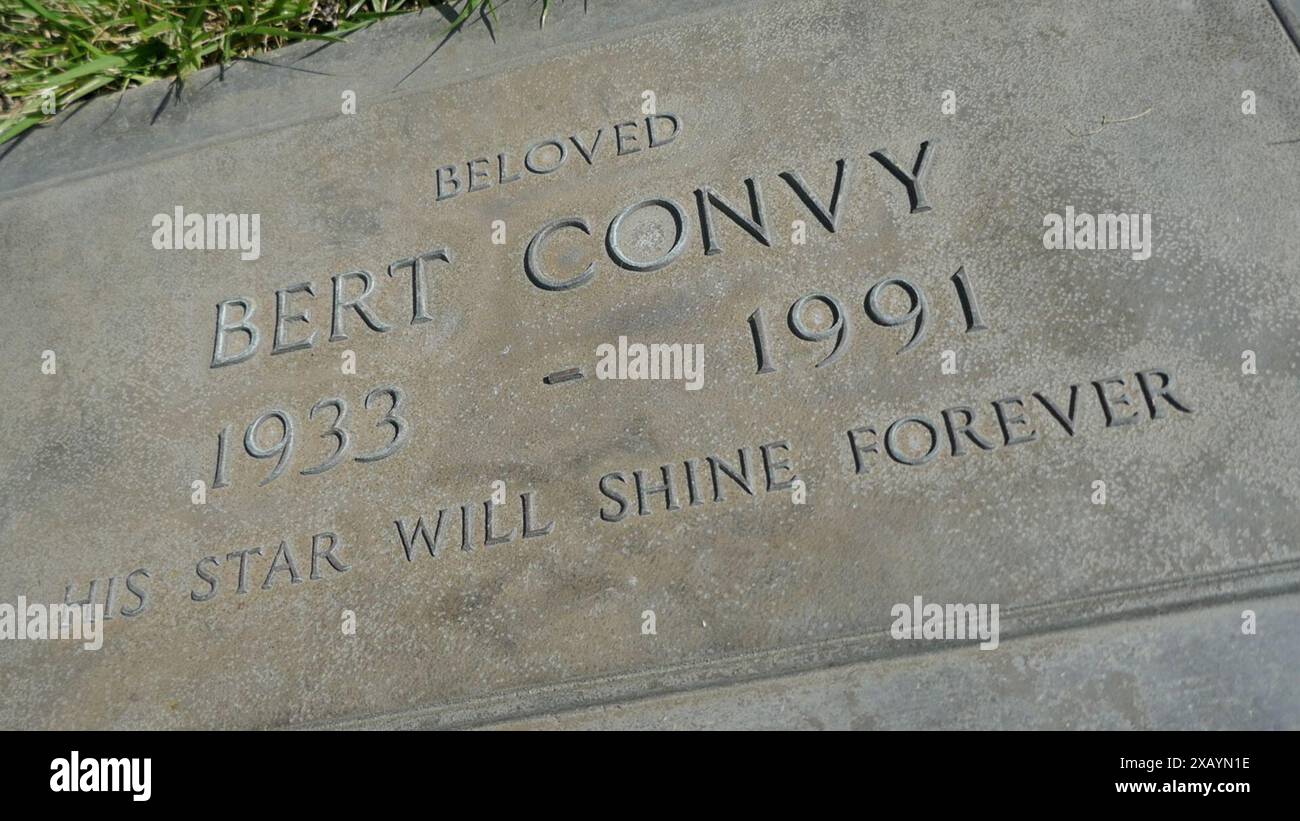 BELOVED
BERT CONVY
1933 - 1991
HIS STAR WILL SHINE FOREVER
alamy
Image ID: 2XAYN1E
www.alamy.com